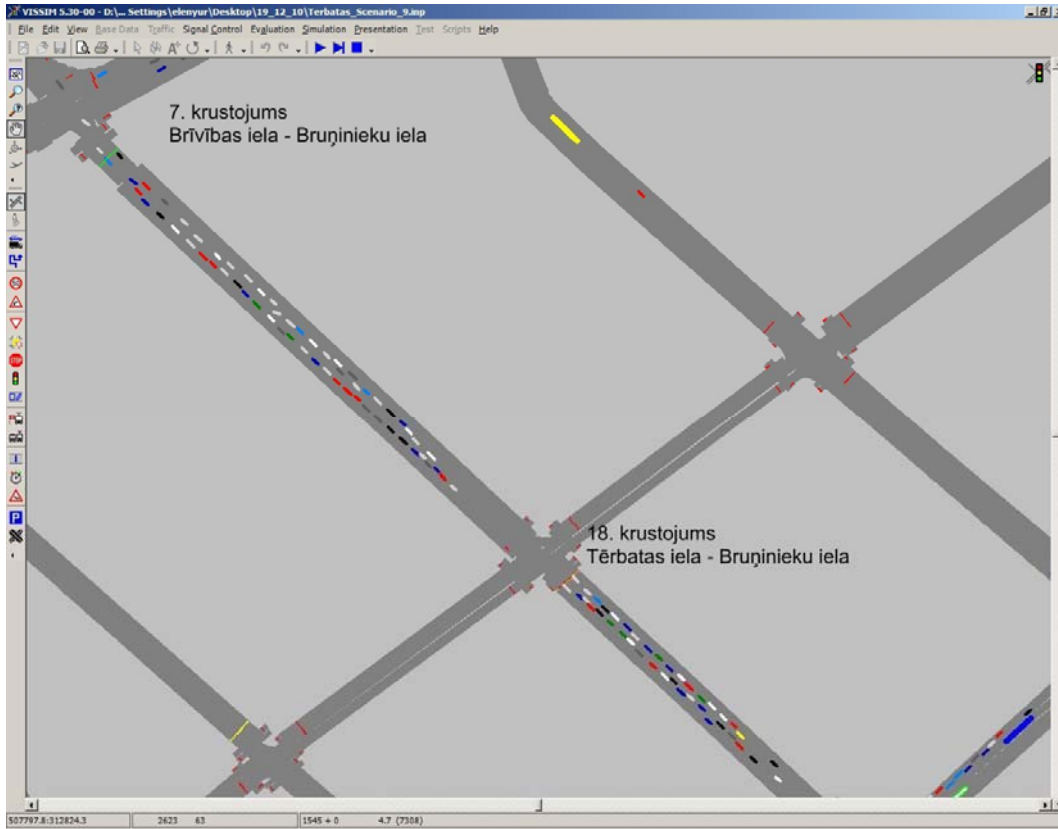 VISSIM 5.30-00 - D:\... Settings\elenyur\Desktop\19_12_10\Terbatas_Scenario_9.inp
File Edit View Base Data Traffic Signal Control Evaluation Simulation Presentation Test Scripts Help
7. krustojums
Brīvības iela - Bruņinieku iela
18. krustojums
Tērbatas iela - Bruņinieku iela
STOP
P
507797.8:312824.3 2623 63 1545 + 0 4.7 (7308)